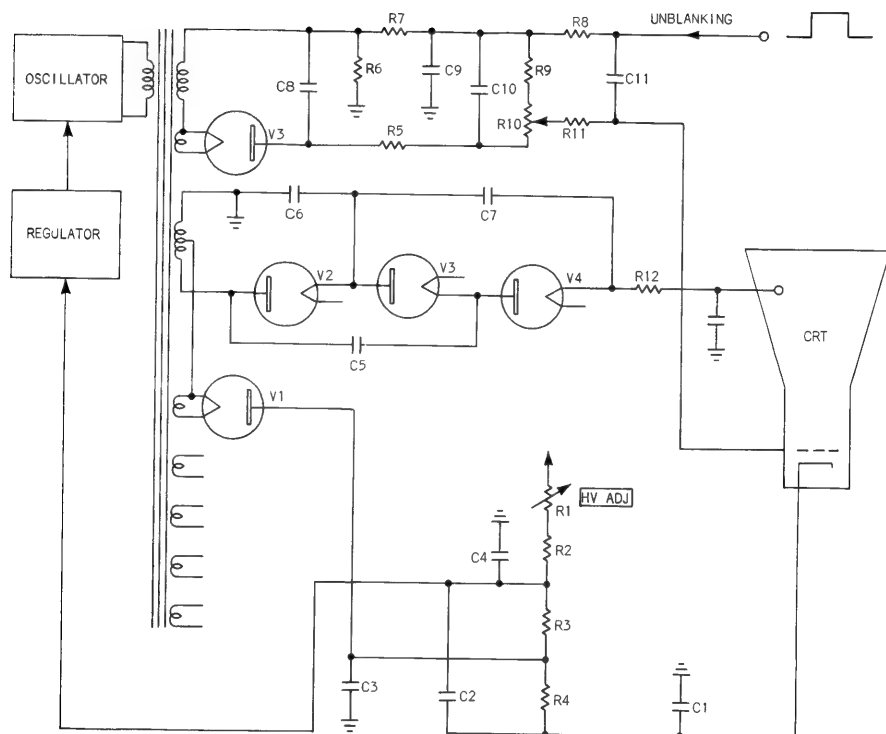 R7
R8
UNBLANKING
OSCILLATOR
R6
C9
C8
C10
R9
C11
V3
R5
R10
R11
REGULATOR
C6
C7
V2
V3
V4
R12
C5
CRT
V1
HV ADJ
R1
C4
R2
R3
C3
C2
R4
C1